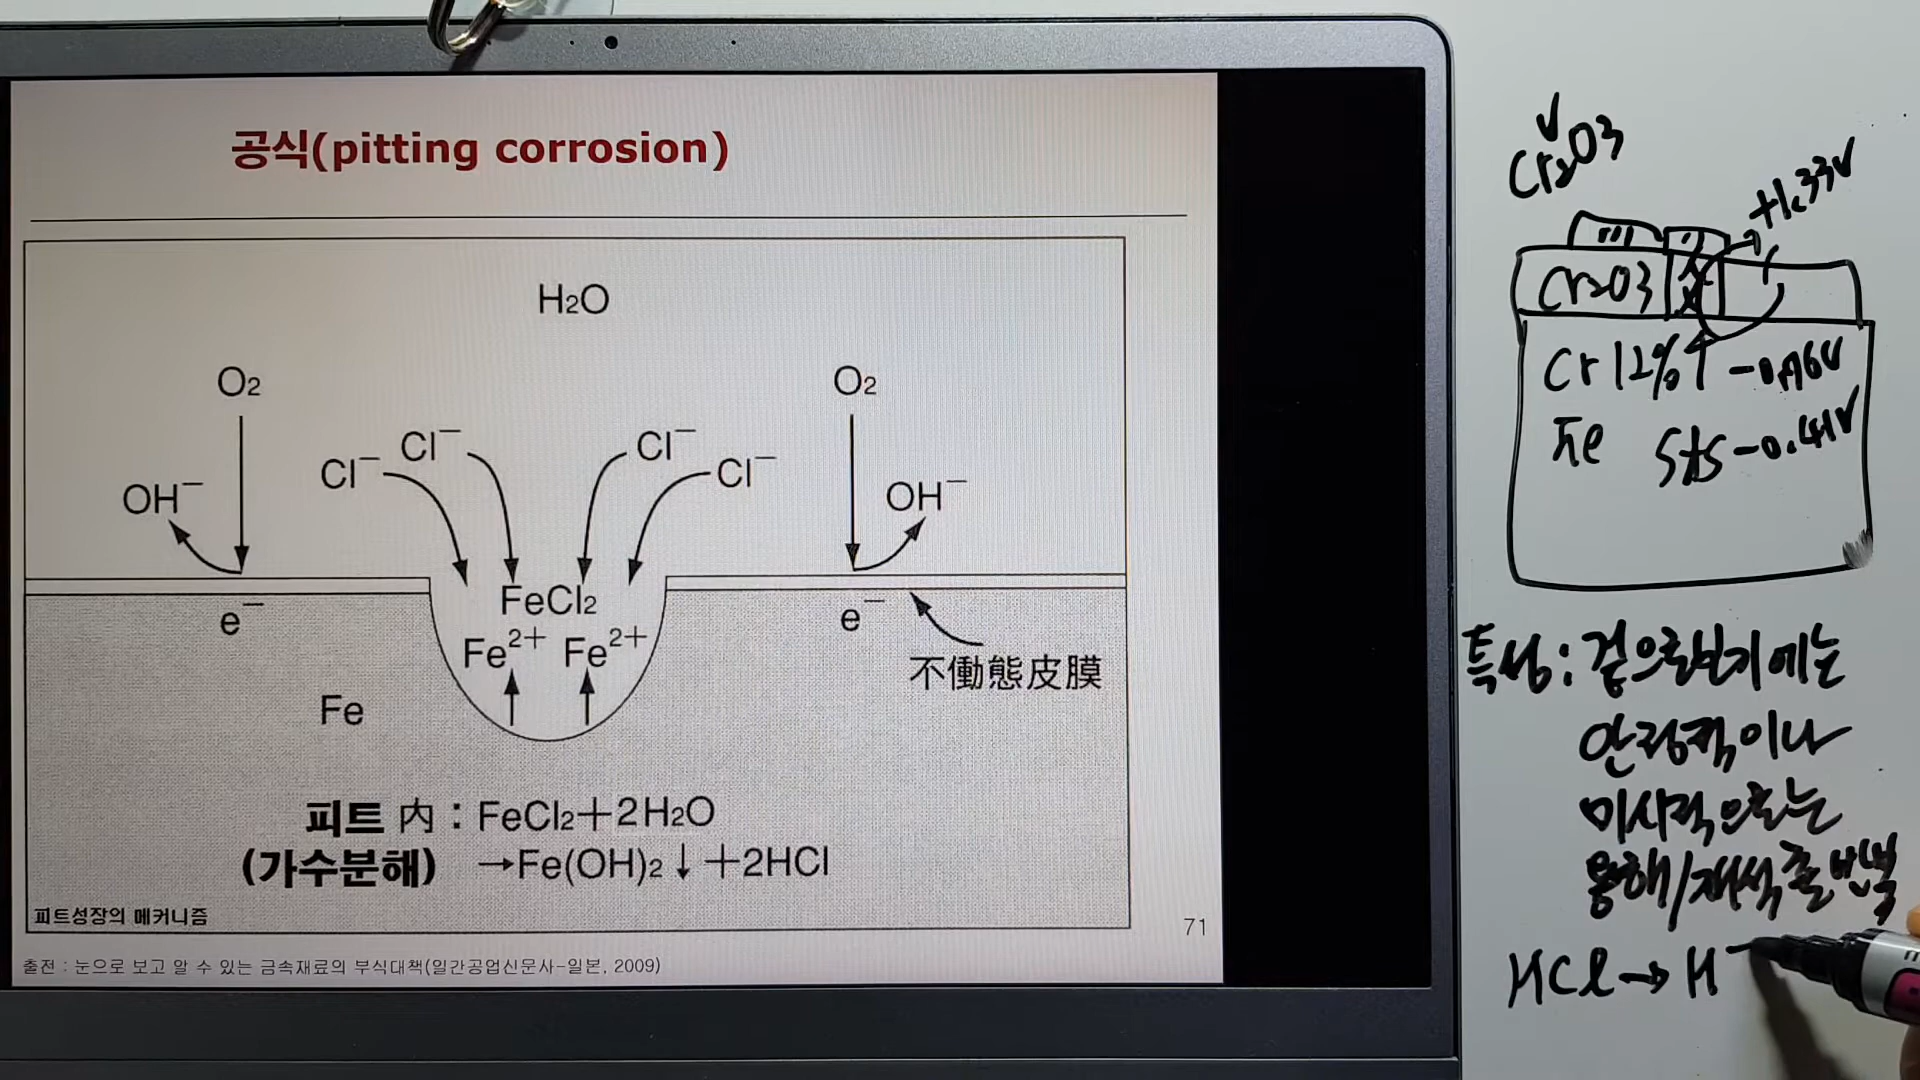 공식(pitting corrosion)
H2O
O2 O2
Cl⁻ Cl⁻ Cl⁻ Cl⁻
OH⁻ OH⁻
FeCl2
e⁻ Fe²⁺ Fe²⁺ e⁻
Fe 不働態皮膜
피트 内 : FeCl2+2H2O
(가수분해) →Fe(OH)2↓+2HCl
피트성장의 메커니즘
71
출전 : 눈으로 보고 알 수 있는 금속재료의 부식대책(일간공업신문사-일본, 2009)
Cr2O3
+1.33V
Cr2O3
Cr 12%↑ -0.76V
Fe STS -0.41V
특성: 겉으로보기에는
안정적이나
미시적으로는
용해/재석출 반복
HCl → H